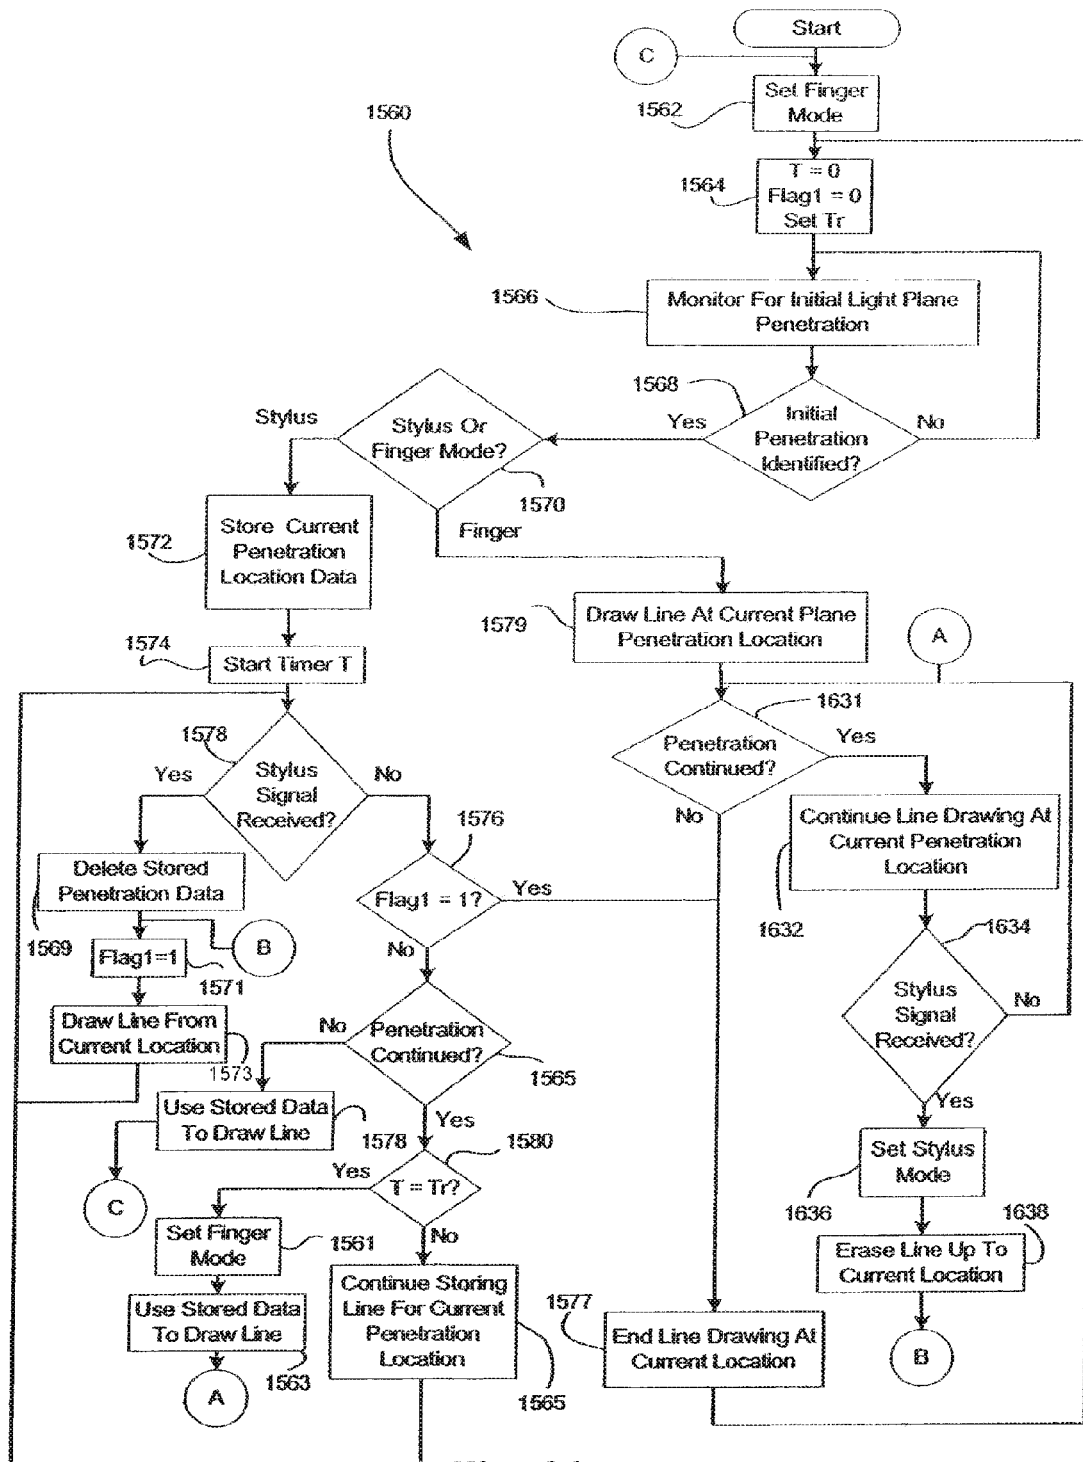 Start
C
Set Finger
Mode
1562
1560
T = 0
Flag1 = 0
Set Tr
1564
1566
Monitor For Initial Light Plane
Penetration
1568
Initial
Penetration
Identified?
Yes
No
Stylus
Stylus Or
Finger Mode?
1570
Finger
1572
Store Current
Penetration
Location Data
1579
Draw Line At Current Plane
Penetration Location
A
1574
Start Timer T
1631
Penetration
Continued?
Yes
No
1578
Stylus
Signal
Received?
Yes
No
1576
Flag1 = 1?
Yes
No
Continue Line Drawing At
Current Penetration
Location
1632
1634
Delete Stored
Penetration Data
1569
B
Flag1=1
1571
Draw Line From
Current Location
1573
Stylus
Signal
Received?
No
Yes
No
Penetration
Continued?
1565
Yes
Use Stored Data
To Draw Line
1578
1580
T = Tr?
Yes
No
C
Set Stylus
Mode
1636
1638
Set Finger
Mode
1561
Erase Line Up To
Current Location
Use Stored Data
To Draw Line
1563
Continue Storing
Line For Current
Penetration
Location
1565
1577
End Line Drawing At
Current Location
B
A